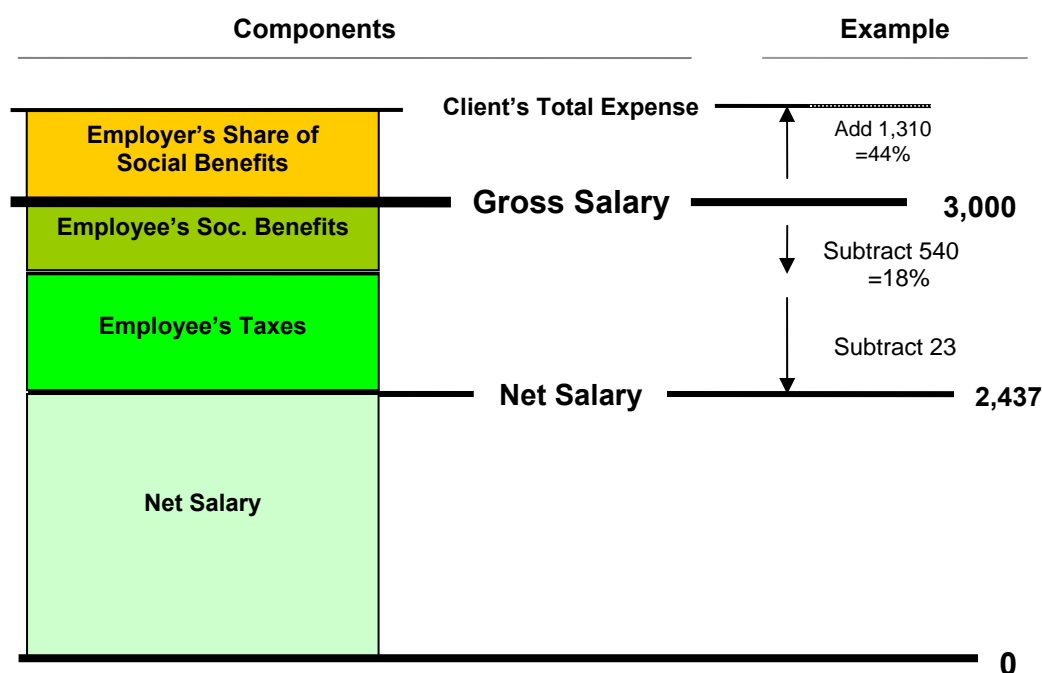 Components
Example
Client's Total Expense
Employer's Share of
Social Benefits
Add 1,310
=44%
Gross Salary
3,000
Employee's Soc. Benefits
Subtract 540
=18%
Employee's Taxes
Subtract 23
Net Salary
2,437
Net Salary
0